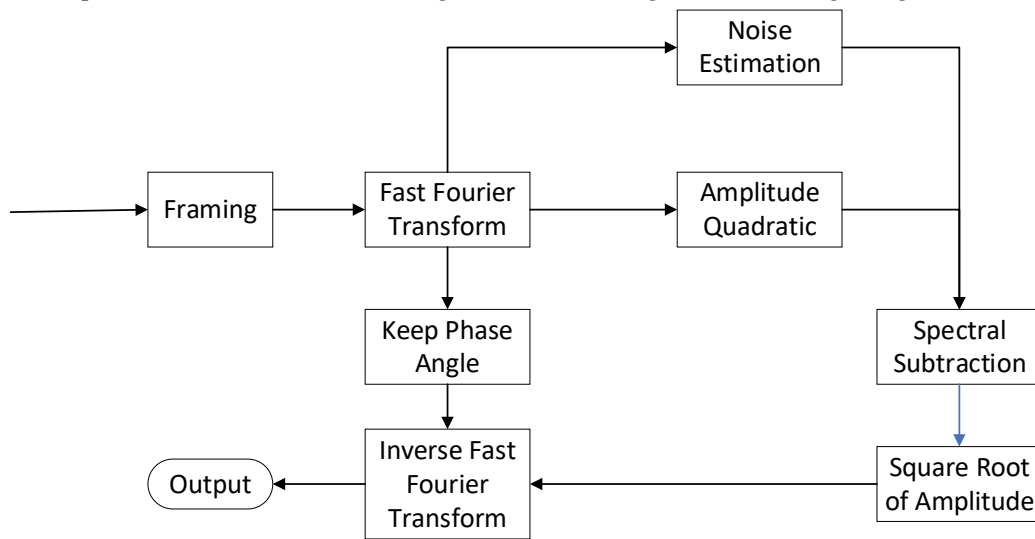 Noise
Estimation
Framing
Fast Fourier
Transform
Amplitude
Quadratic
Keep Phase
Angle
Spectral
Subtraction
Output
Inverse Fast
Fourier
Transform
Square Root
of Amplitude